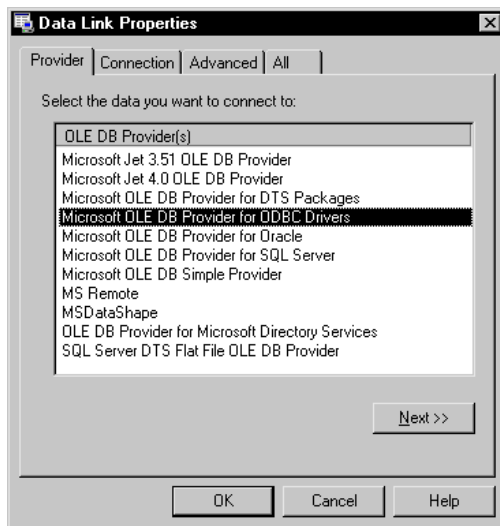 Data Link Properties
Provider Connection Advanced All
Select the data you want to connect to:
OLE DB Provider(s)
Microsoft Jet 3.51 OLE DB Provider
Microsoft Jet 4.0 OLE DB Provider
Microsoft OLE DB Provider for DTS Packages
Microsoft OLE DB Provider for ODBC Drivers
Microsoft OLE DB Provider for Oracle
Microsoft OLE DB Provider for SQL Server
Microsoft OLE DB Simple Provider
MS Remote
MSDataShape
OLE DB Provider for Microsoft Directory Services
SQL Server DTS Flat File OLE DB Provider
Next >>
OK Cancel Help